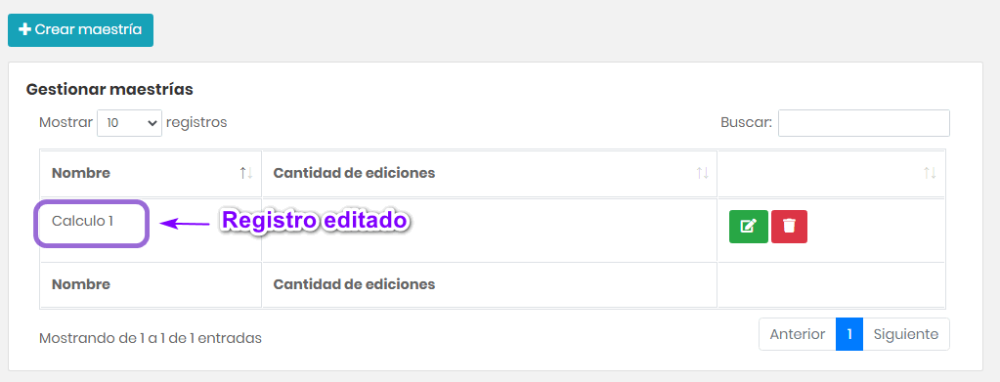 Crear maestría
Gestionar maestrías
Mostrar 10 registros
Buscar:
Nombre Cantidad de ediciones
Calculo 1 Registro editado
Nombre Cantidad de ediciones
Mostrando de 1 a 1 de 1 entradas
Anterior 1 Siguiente